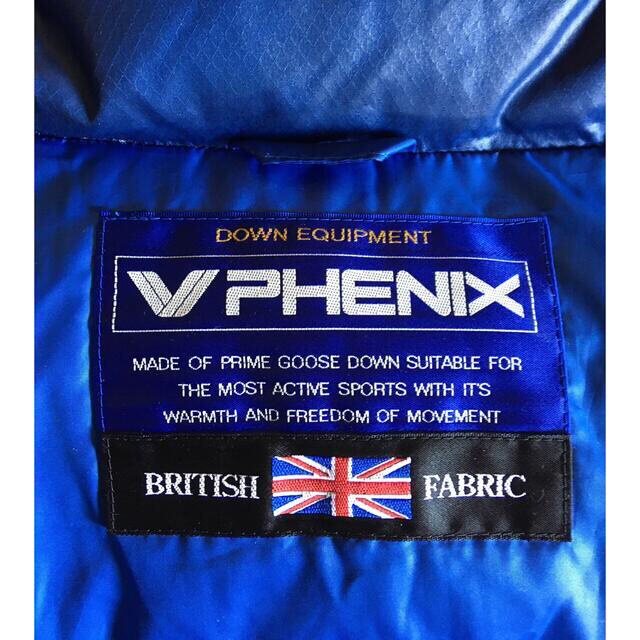 DOWN EQUIPMENT
PHENIX
MADE OF PRIME GOOSE DOWN SUITABLE FOR
THE MOST ACTIVE SPORTS WITH IT'S
WARMTH AND FREEDOM OF MOVEMENT
BRITISH FABRIC